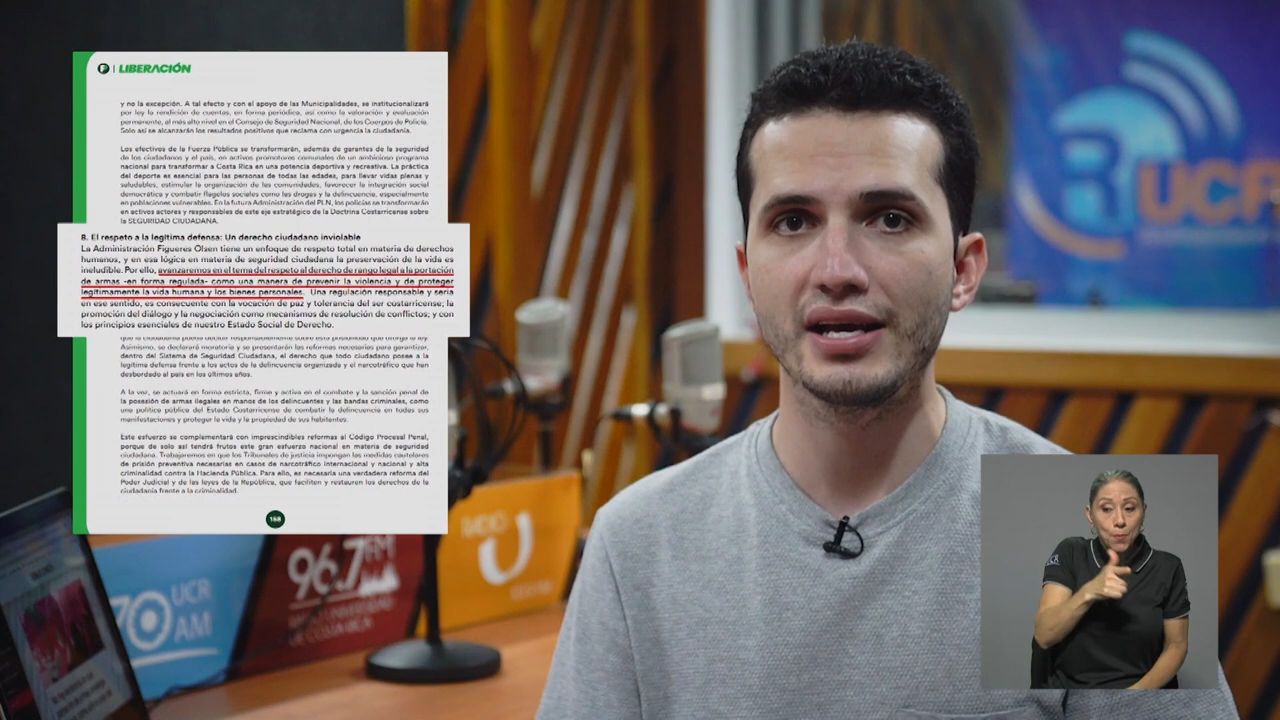 LIBERACIÓN
y no la excepción. A tal efecto y con el apoyo de las Municipalidades, se institucionalizará
por ley la rendición de cuentas, en forma periódica, así como la valoración y evaluación
permanente, al más alto nivel en el Consejo de Seguridad Nacional, de los Cuerpos de Policía.
Solo así se alcanzarán los resultados positivos que reclama con urgencia la ciudadanía.
Los efectivos de la Fuerza Pública se transformarán, además de garantes de la seguridad
de los ciudadanos y el país, en activos promotores comunales de un ambicioso programa
nacional para transformar a Costa Rica en una potencia deportiva y recreativa. La práctica
del deporte es esencial para las personas de todas las edades, para llevar vidas plenas y
saludables, estimular la organización de las comunidades, favorecer la integración social
democrática y combatir flagelos sociales como las drogas y la delincuencia, especialmente
en poblaciones vulnerables. En la futura Administración del PLN, los policías se transformarán
en activos actores y responsables de este eje estratégico de la Doctrina Costarricense sobre
la SEGURIDAD CIUDADANA.
8. El respeto a la legítima defensa: Un derecho ciudadano inviolable
La Administración Figueres Olsen tiene un enfoque de respeto total en materia de derechos
humanos, y en esa lógica en materia de seguridad ciudadana la preservación de la vida es
ineludible. Por ello, avanzaremos en el tema del respeto al derecho de rango legal a la portación
de armas -en forma regulada- como una manera de prevenir la violencia y de proteger
legítimamente la vida humana y los bienes personales. Una regulación responsable y seria
en ese sentido, es consecuente con la vocación de paz y tolerancia del ser costarricense; la
promoción del diálogo y la negociación como mecanismos de resolución de conflictos; y con
los principios esenciales de nuestro Estado Social de Derecho.
Asimismo, se declarará moratoria y se presentarán las reformas necesarias para garantizar,
dentro del Sistema de Seguridad Ciudadana, el derecho que todo ciudadano posee a la
legítima defensa frente a los actos de la delincuencia organizada y el narcotráfico que han
desbordado al país en los últimos años.
A la vez, se actuará en forma estricta, firme y activa en el combate y la sanción penal de
la posesión de armas ilegales en manos de los delincuentes y las bandas criminales, como
una política pública del Estado Costarricense de combatir la delincuencia en todas sus
manifestaciones y proteger la vida y la propiedad de sus habitantes.
Este esfuerzo se complementará con imprescindibles reformas al Código Procesal Penal,
porque de solo así tendrá frutos este gran esfuerzo nacional en materia de seguridad
ciudadana. Trabajaremos en que los Tribunales de justicia impongan las medidas cautelares
de prisión preventiva necesarias en casos de narcotráfico internacional y nacional y alta
criminalidad contra la Hacienda Pública. Para ello, es necesaria una verdadera reforma del
Poder Judicial y de las leyes de la República, que faciliten y restauren los derechos de la
ciudadanía frente a la criminalidad.
188
UCR
70 UCR
AM
96.7 FM
RADIO UNIVERSIDAD
DE COSTA RICA
RADIO
U